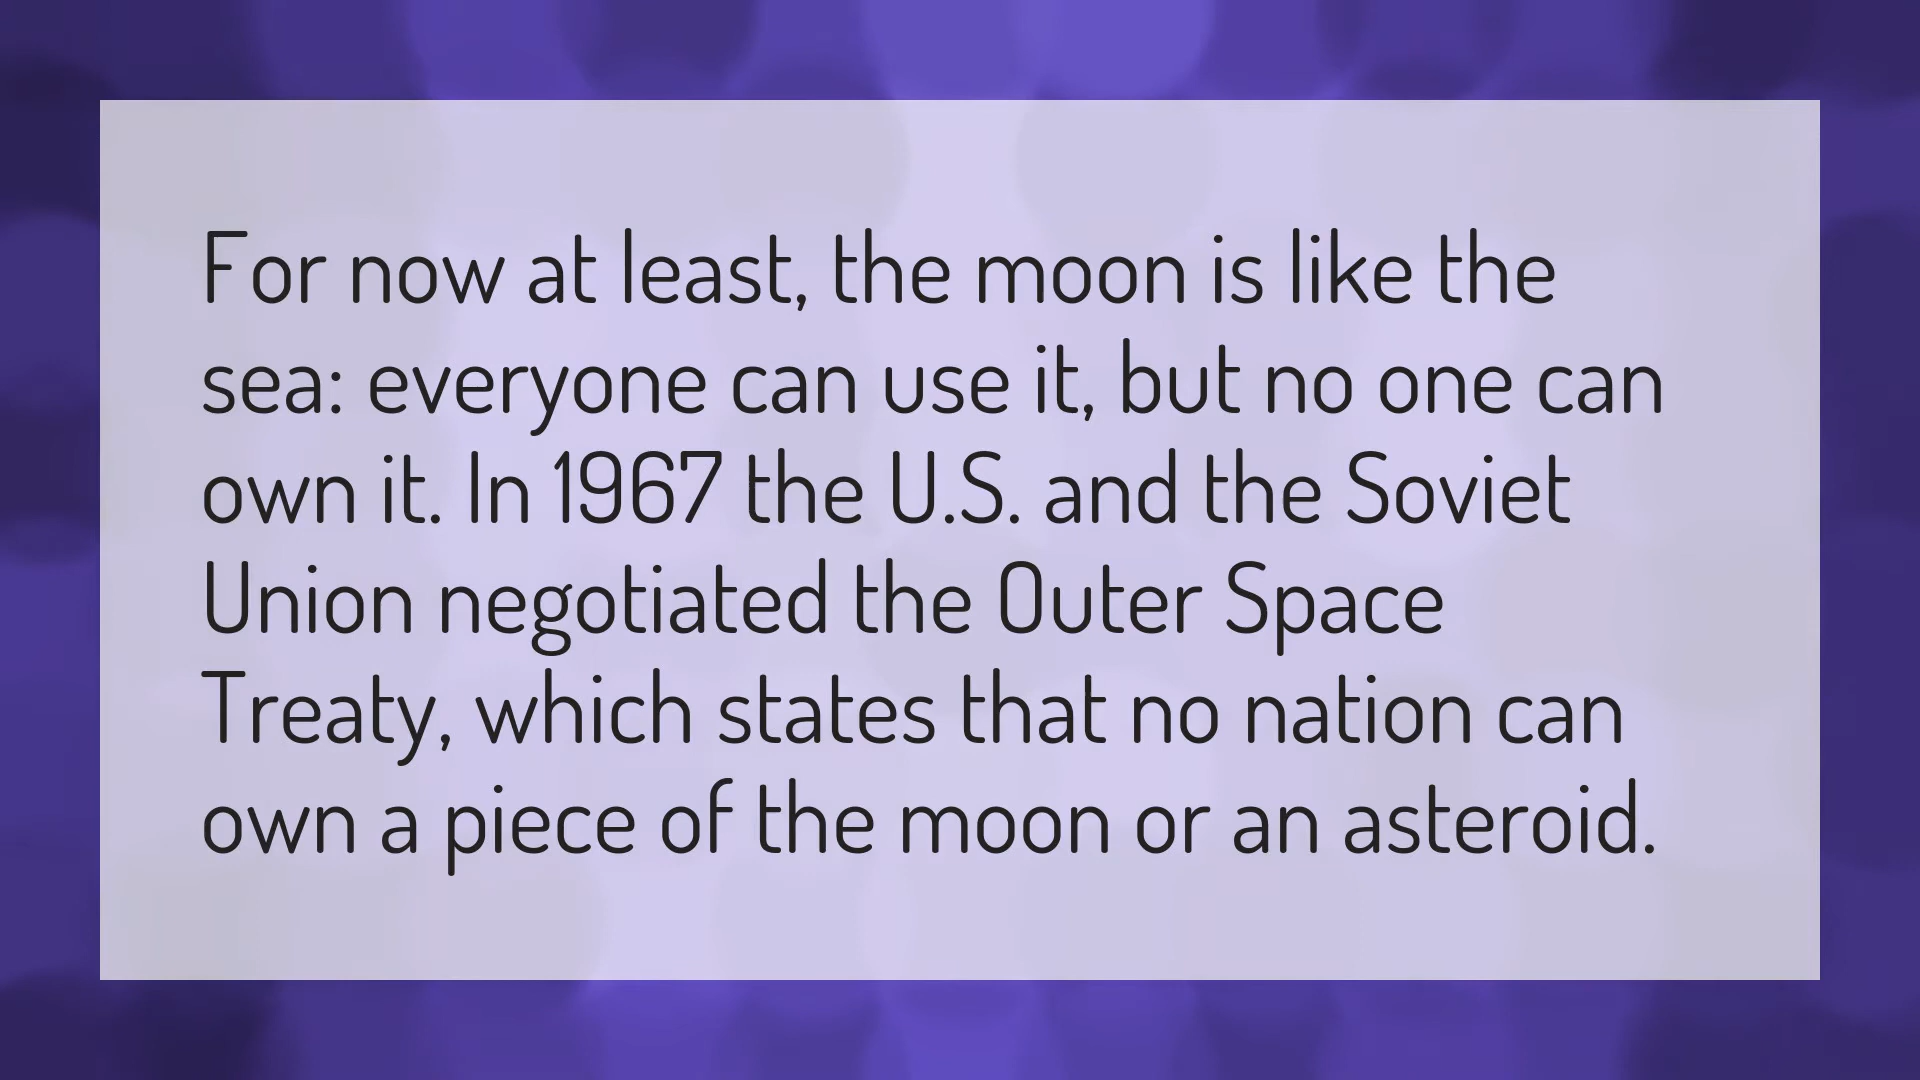 For now at least, the moon is like the
sea: everyone can use it, but no one can
own it. In 1967 the U.S. and the Soviet
Union negotiated the Outer Space
Treaty, which states that no nation can
own a piece of the moon or an asteroid.